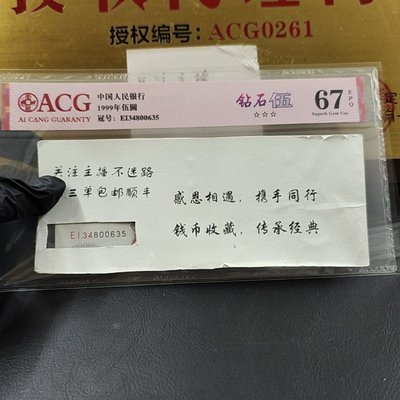 授权编号:ACG0261
ACG
AI CANG GUARANTY
中国人民银行
1999年伍圆
冠号: EI34800635
钻石伍
☆☆☆
67
EPQ
Superb Gem Unc
关注主播不迷路
三单包邮顺丰
感恩相遇,携手同行
EI34800635
钱币收藏,传承经典